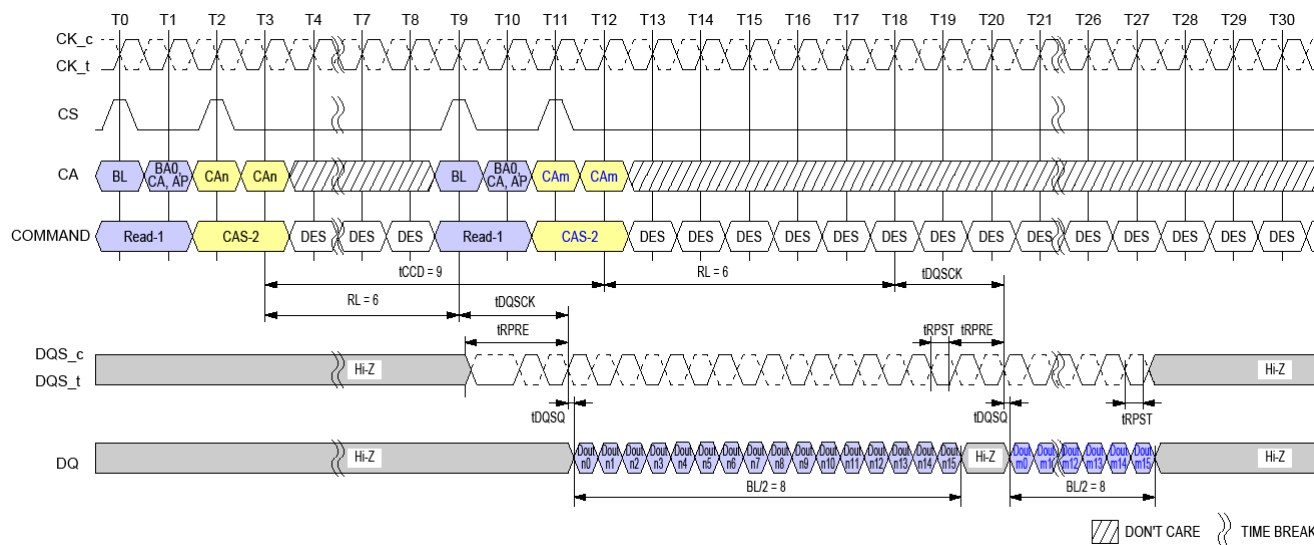 T0 T1 T2 T3 T4 T7 T8 T9 T10 T11 T12 T13 T14 T15 T16 T17 T18 T19 T20 T21 T26 T27 T28 T29 T30
CK_c
CK_t
CS
CA BL BA0, CA, AP CAn CAn BL BA0, CA, AP CAm CAm
COMMAND Read-1 CAS-2 DES DES DES Read-1 CAS-2 DES DES DES DES DES DES DES DES DES DES DES DES DES DES
tCCD = 9 RL = 6 tDQSCK
RL = 6 tDQSCK
tRPRE tRPST tRPRE
DQS_c
DQS_t
Hi-Z Hi-Z
tDQSQ tDQSQ tRPST
DQ Hi-Z Dout n0 Dout n1 Dout n2 Dout n3 Dout n4 Dout n5 Dout n6 Dout n7 Dout n8 Dout n9 Dout n10 Dout n11 Dout n12 Dout n13 Dout n14 Dout n15 Hi-Z Dout m0 Dout m1 Dout m12 Dout m13 Dout m14 Dout m15 Hi-Z
BL/2 = 8 BL/2 = 8
DON'T CARE TIME BREAK